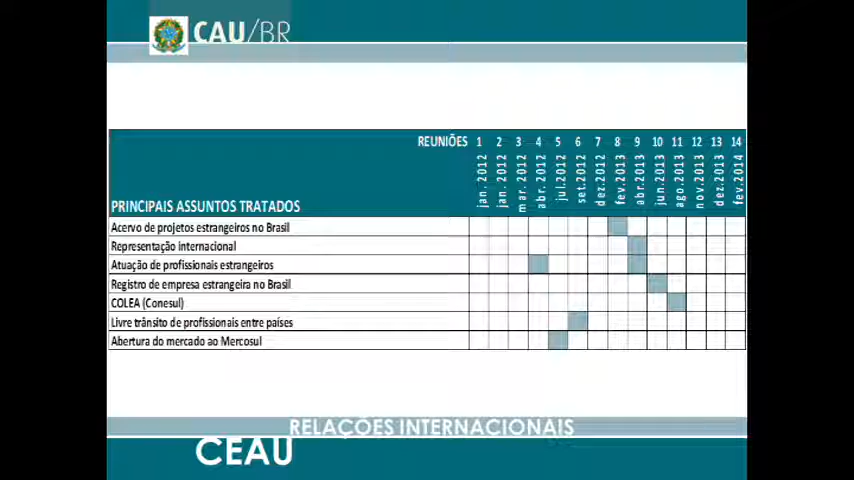 CAU/BR
REUNIÕES 1 2 3 4 5 6 7 8 9 10 11 12 13 14
jan. 2012 jan. 2012 mar. 2012 abr. 2012 jul.2012 set.2012 dez.2012 fev.2013 abr.2013 jun.2013 ago.2013 nov.2013 dez.2013 fev.2014
PRINCIPAIS ASSUNTOS TRATADOS
Acervo de projetos estrangeiros no Brasil
Representação internacional
Atuação de profissionais estrangeiros
Registro de empresa estrangeira no Brasil
COLEA (Conesul)
Livre trânsito de profissionais entre países
Abertura do mercado ao Mercosul
RELAÇÕES INTERNACIONAIS
CEAU